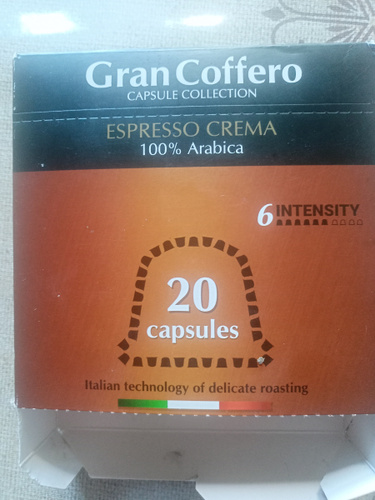 Gran Coffero
CAPSULE COLLECTION
ESPRESSO CREMA
100% Arabica
6 INTENSITY
20
capsules
Italian technology of delicate roasting